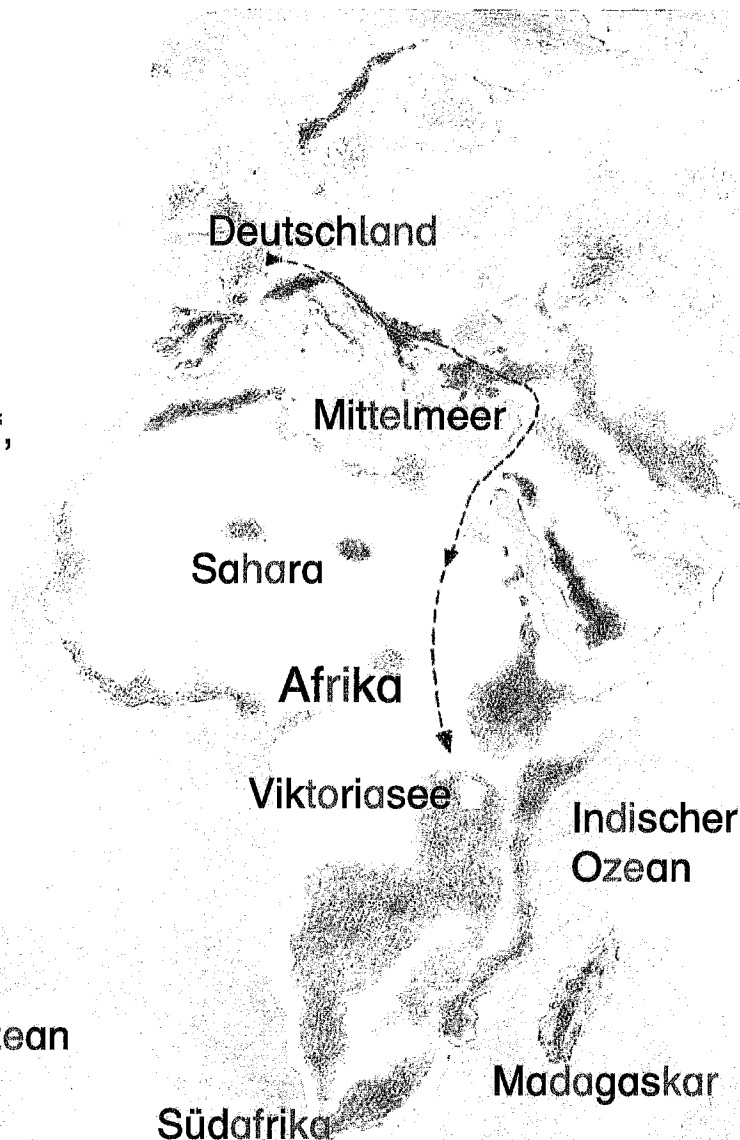 Deutschland
Mittelmeer
Sahara
Afrika
Viktoriasee
Indischer
Ozean
Madagaskar
Südafrika